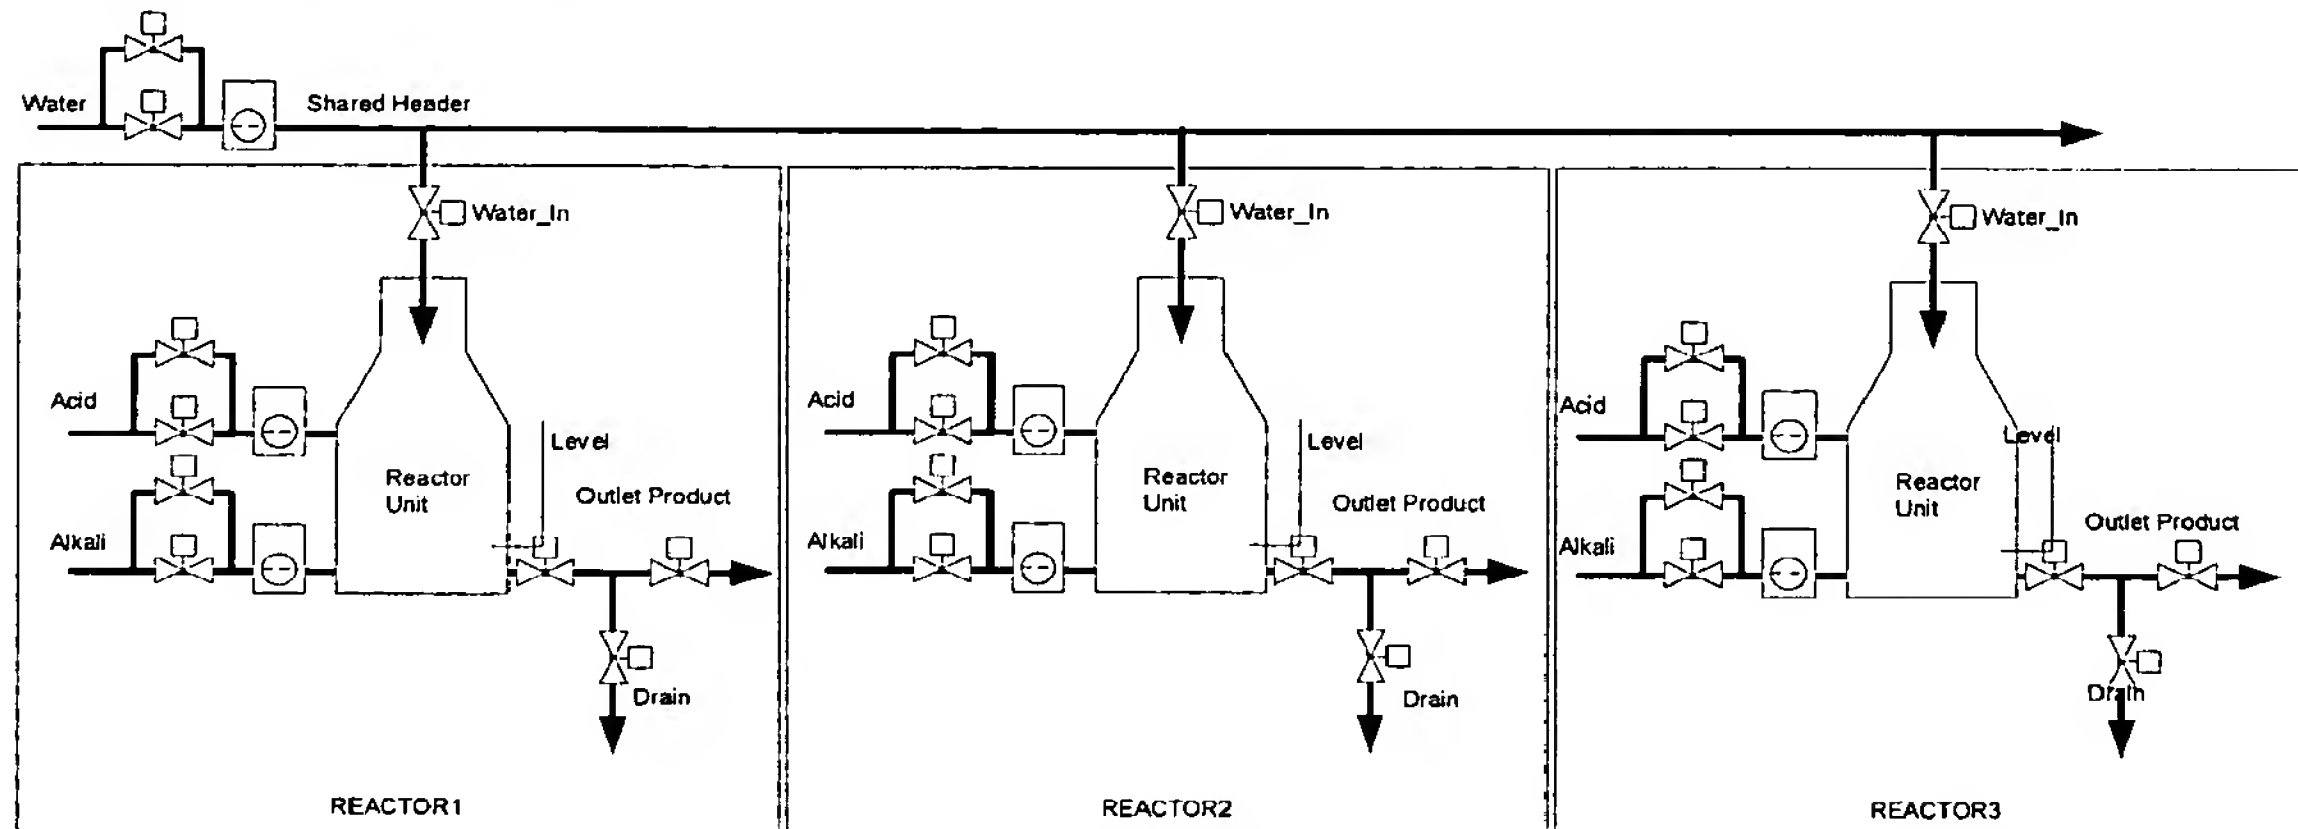 Water
Shared Header
Water_In
Water_In
Water_In
Acid
Level
Reactor
Unit
Outlet Product
Alkali
Drain
REACTOR1
Acid
Level
Reactor
Unit
Outlet Product
Alkali
Drain
REACTOR2
Acid
Level
Reactor
Unit
Outlet Product
Alkali
Drain
REACTOR3